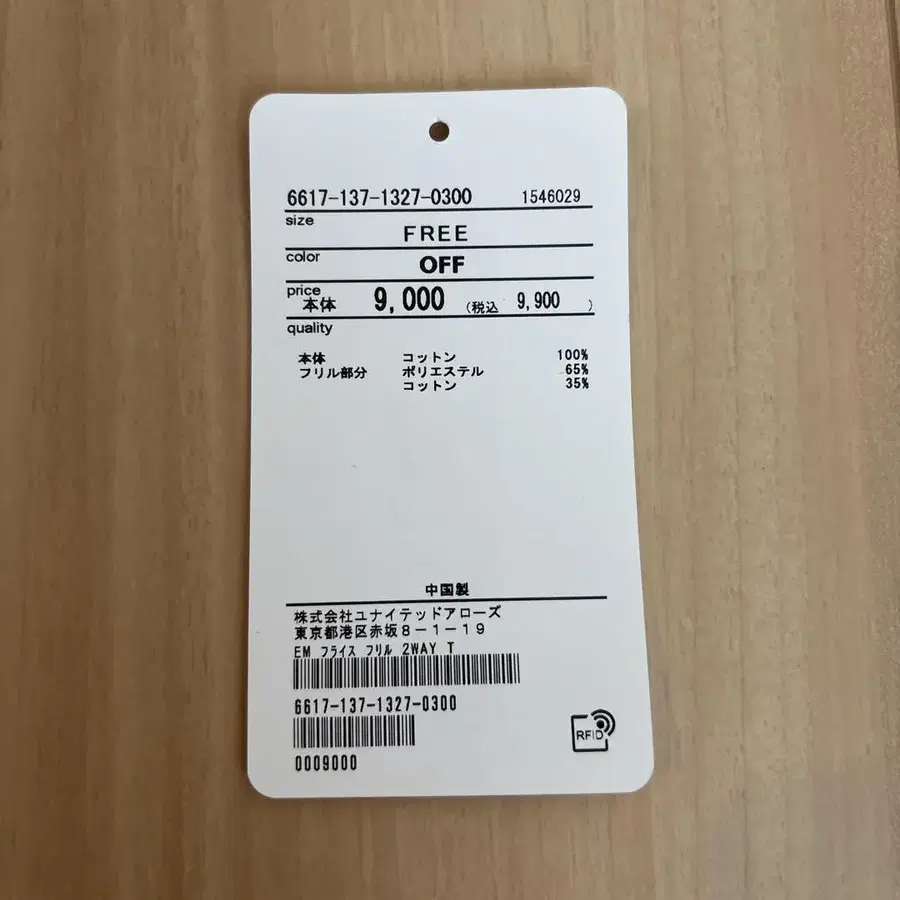 6617-137-1327-0300 1546029
size
FREE
color
OFF
price
本体 9,000 (税込 9,900 )
quality
本体 コットン 100%
フリル部分 ポリエステル 65%
コットン 35%
中国製
株式会社ユナイテッドアローズ
東京都港区赤坂8-1-19
EM フライス フリル 2WAY T
6617-137-1327-0300
RFID
0009000